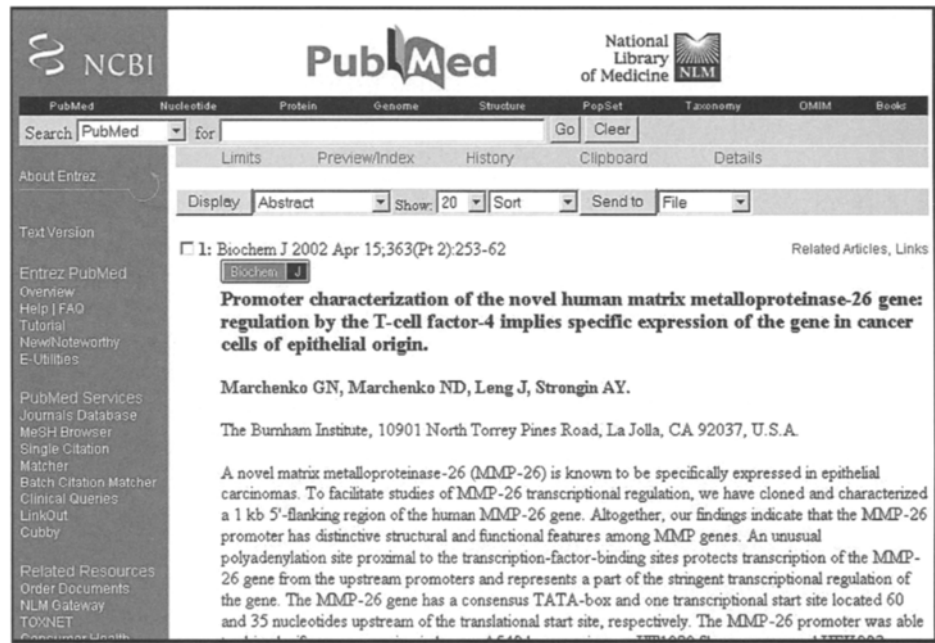 NCBI
PubMed
National
Library
of Medicine NLM
PubMed Nucleotide Protein Genome Structure PopSet Taxonomy OMIM Books
Search PubMed for Go Clear
Limits Preview/Index History Clipboard Details
About Entrez
Display Abstract Show: 20 Sort Send to File
Text Version
1: Biochem J 2002 Apr 15;363(Pt 2):253-62 Related Articles, Links
Biochem J
Entrez PubMed
Overview
Help | FAQ
Tutorial
New/Noteworthy
E-Utilities
PubMed Services
Journals Database
MeSH Browser
Single Citation
Matcher
Batch Citation Matcher
Clinical Queries
LinkOut
Cubby
Related Resources
Order Documents
NLM Gateway
TOXNET
Consumer Health
Promoter characterization of the novel human matrix metalloproteinase-26 gene:
regulation by the T-cell factor-4 implies specific expression of the gene in cancer
cells of epithelial origin.
Marchenko GN, Marchenko ND, Leng J, Strongin AY.
The Burnham Institute, 10901 North Torrey Pines Road, La Jolla, CA 92037, U.S.A.
A novel matrix metalloproteinase-26 (MMP-26) is known to be specifically expressed in epithelial
carcinomas. To facilitate studies of MMP-26 transcriptional regulation, we have cloned and characterized
a 1 kb 5'-flanking region of the human MMP-26 gene. Altogether, our findings indicate that the MMP-26
promoter has distinctive structural and functional features among MMP genes. An unusual
polyadenylation site proximal to the transcription-factor-binding sites protects transcription of the MMP-
26 gene from the upstream promoters and represents a part of the stringent transcriptional regulation of
the gene. The MMP-26 gene has a consensus TATA-box and one transcriptional start site located 60
and 35 nucleotides upstream of the translational start site, respectively. The MMP-26 promoter was able